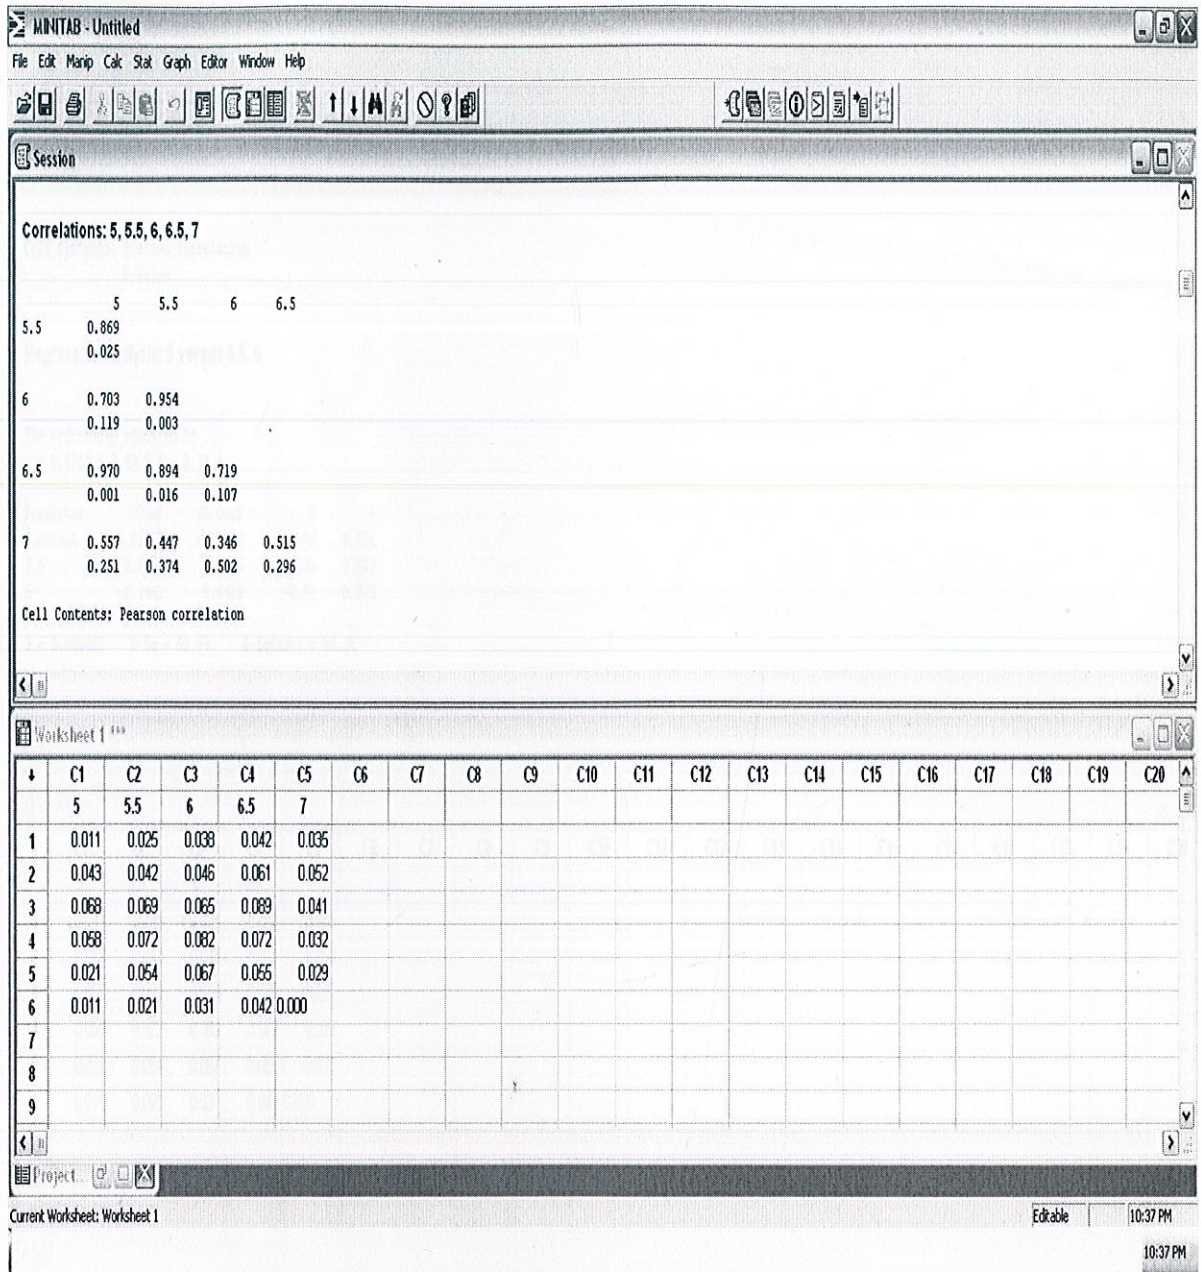 MINITAB - Untitled
File Edit Manip Calc Stat Graph Editor Window Help
Session
Correlations: 5, 5.5, 6, 6.5, 7
5 5.5 6 6.5
5.5 0.869
0.025
6 0.703 0.954
0.119 0.003
6.5 0.970 0.894 0.719
0.001 0.016 0.107
7 0.557 0.447 0.346 0.515
0.251 0.374 0.502 0.296
Cell Contents: Pearson correlation
Worksheet 1 ***
C1 C2 C3 C4 C5 C6 C7 C8 C9 C10 C11 C12 C13 C14 C15 C16 C17 C18 C19 C20
5 5.5 6 6.5 7
1 0.011 0.025 0.038 0.042 0.035
2 0.043 0.042 0.046 0.061 0.052
3 0.068 0.069 0.065 0.089 0.041
4 0.058 0.072 0.082 0.072 0.032
5 0.021 0.054 0.067 0.055 0.029
6 0.011 0.021 0.031 0.042 0.000
7
8
9
Project...
Current Worksheet: Worksheet 1 Editable 10:37 PM
10:37 PM